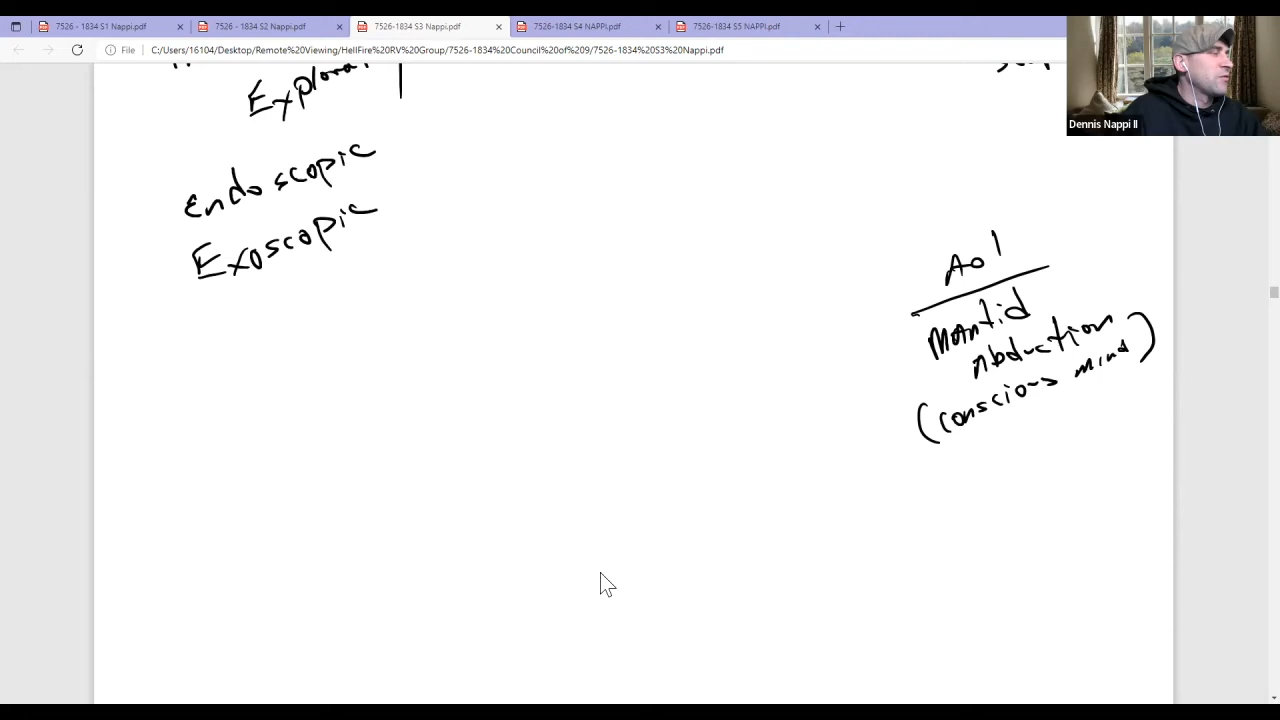 7526 - 1834 S1 Nappi.pdf
7526 - 1834 S2 Nappi.pdf
7526-1834 S3 Nappi.pdf
7526-1834 S4 NAPPI.pdf
7526-1834 S5 NAPPI.pdf
File
C:/Users/16104/Desktop/Remote%20Viewing/HellFire%20RV%20Group/7526-1834%20Council%20of%209/7526-1834%20S3%20Nappi.pdf
Dennis Nappi II
Endoscopic
Exoscopic
AOl
Mantid
Abduction
(conscious mind)